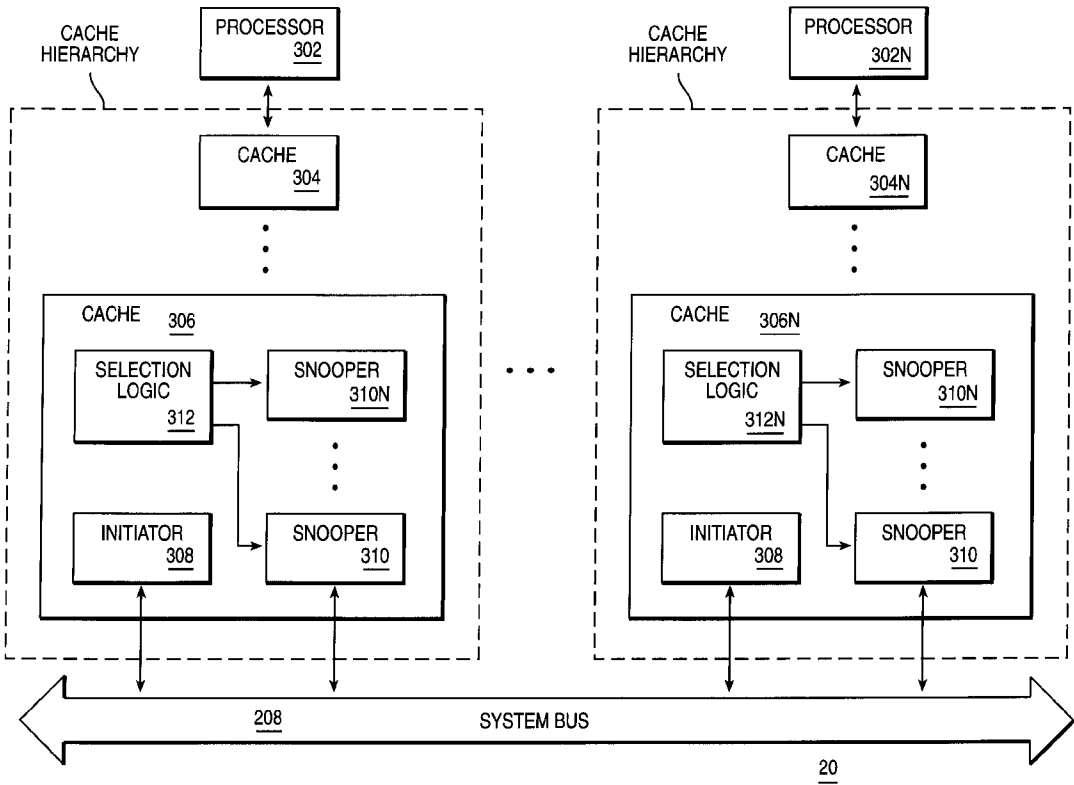 CACHE
HIERARCHY
PROCESSOR
302
CACHE
304
CACHE 306
SELECTION
LOGIC
312
SNOOPER
310N
INITIATOR
308
SNOOPER
310
CACHE
HIERARCHY
PROCESSOR
302N
CACHE
304N
CACHE 306N
SELECTION
LOGIC
312N
SNOOPER
310N
INITIATOR
308
SNOOPER
310
208 SYSTEM BUS
20